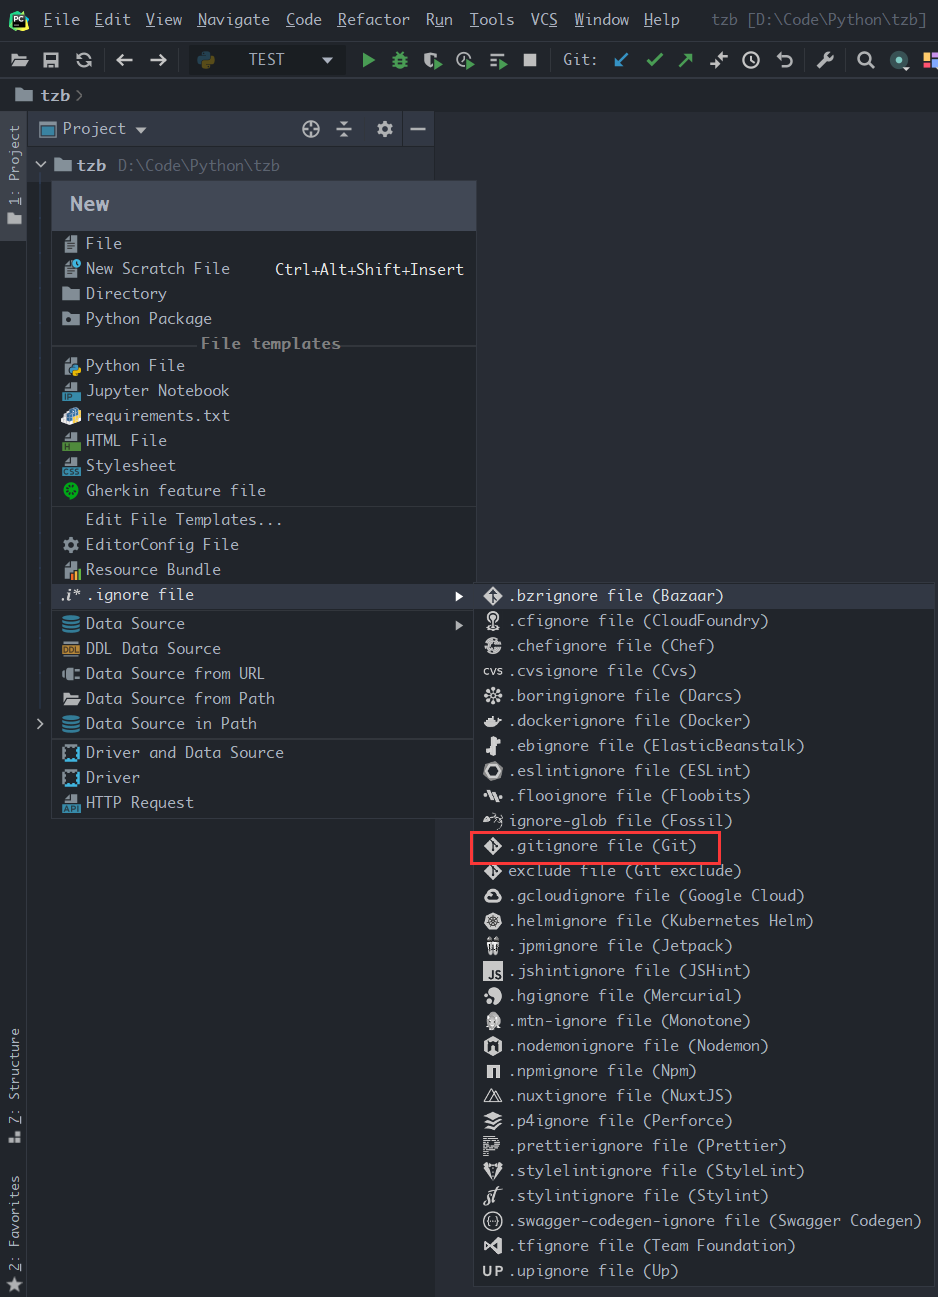 PC File Edit View Navigate Code Refactor Run Tools VCS Window Help tzb [D:\Code\Python\tzb]
TEST Git:
tzb
1: Project
Project
tzb D:\Code\Python\tzb
New
File
New Scratch File Ctrl+Alt+Shift+Insert
Directory
Python Package
File templates
Python File
IP Jupyter Notebook
requirements.txt
H HTML File
CSS Stylesheet
Gherkin feature file
Edit File Templates...
EditorConfig File
Resource Bundle
.i* .ignore file
Data Source
DDL DDL Data Source
Data Source from URL
Data Source from Path
Data Source in Path
Driver and Data Source
Driver
API HTTP Request
.bzrignore file (Bazaar)
.cfignore file (CloudFoundry)
.chefignore file (Chef)
CVS .cvsignore file (Cvs)
.boringignore file (Darcs)
.dockerignore file (Docker)
.ebignore file (ElasticBeanstalk)
.eslintignore file (ESLint)
.flooignore file (Floobits)
ignore-glob file (Fossil)
.gitignore file (Git)
exclude file (Git exclude)
.gcloudignore file (Google Cloud)
.helmignore file (Kubernetes Helm)
.jpmignore file (Jetpack)
JS .jshintignore file (JSHint)
.hgignore file (Mercurial)
.mtn-ignore file (Monotone)
.nodemonignore file (Nodemon)
.npmignore file (Npm)
.nuxtignore file (NuxtJS)
.p4ignore file (Perforce)
.prettierignore file (Prettier)
.stylelintignore file (StyleLint)
st .stylintignore file (Stylint)
{··} .swagger-codegen-ignore file (Swagger Codegen)
.tfignore file (Team Foundation)
UP .upignore file (Up)
Z: Structure
2: Favorites